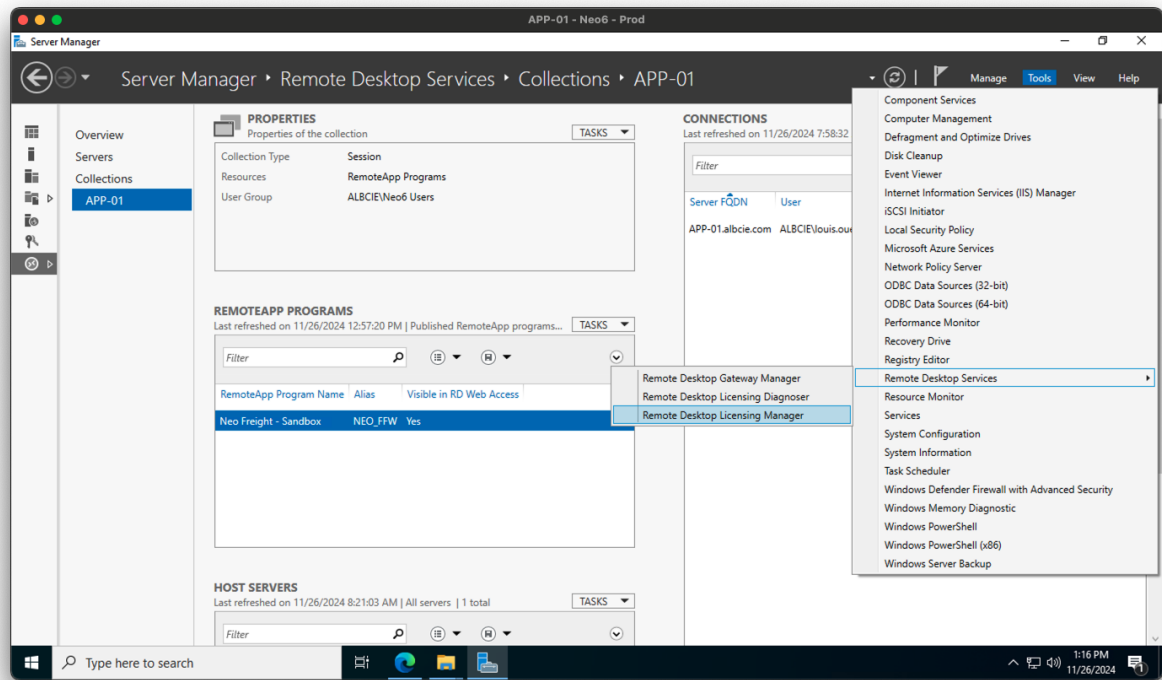 APP-01 - Neo6 - Prod
Server Manager
Server Manager • Remote Desktop Services • Collections • APP-01
Manage Tools View Help
Overview
Servers
Collections
APP-01
PROPERTIES
Properties of the collection
TASKS
Collection Type Session
Resources RemoteApp Programs
User Group ALBCIE\Neo6 Users
REMOTEAPP PROGRAMS
Last refreshed on 11/26/2024 12:57:20 PM | Published RemoteApp programs...
TASKS
Filter
RemoteApp Program Name Alias Visible in RD Web Access
Neo Freight - Sandbox NEO_FFW Yes
HOST SERVERS
Last refreshed on 11/26/2024 8:21:03 AM | All servers | 1 total
TASKS
Filter
CONNECTIONS
Last refreshed on 11/26/2024 7:58:32
Filter
Server FQDN User
APP-01.albcie.com ALBCIE\louis.oue
Remote Desktop Gateway Manager
Remote Desktop Licensing Diagnoser
Remote Desktop Licensing Manager
Component Services
Computer Management
Defragment and Optimize Drives
Disk Cleanup
Event Viewer
Internet Information Services (IIS) Manager
iSCSI Initiator
Local Security Policy
Microsoft Azure Services
Network Policy Server
ODBC Data Sources (32-bit)
ODBC Data Sources (64-bit)
Performance Monitor
Recovery Drive
Registry Editor
Remote Desktop Services
Resource Monitor
Services
System Configuration
System Information
Task Scheduler
Windows Defender Firewall with Advanced Security
Windows Memory Diagnostic
Windows PowerShell
Windows PowerShell (x86)
Windows Server Backup
Type here to search
1:16 PM
11/26/2024
1